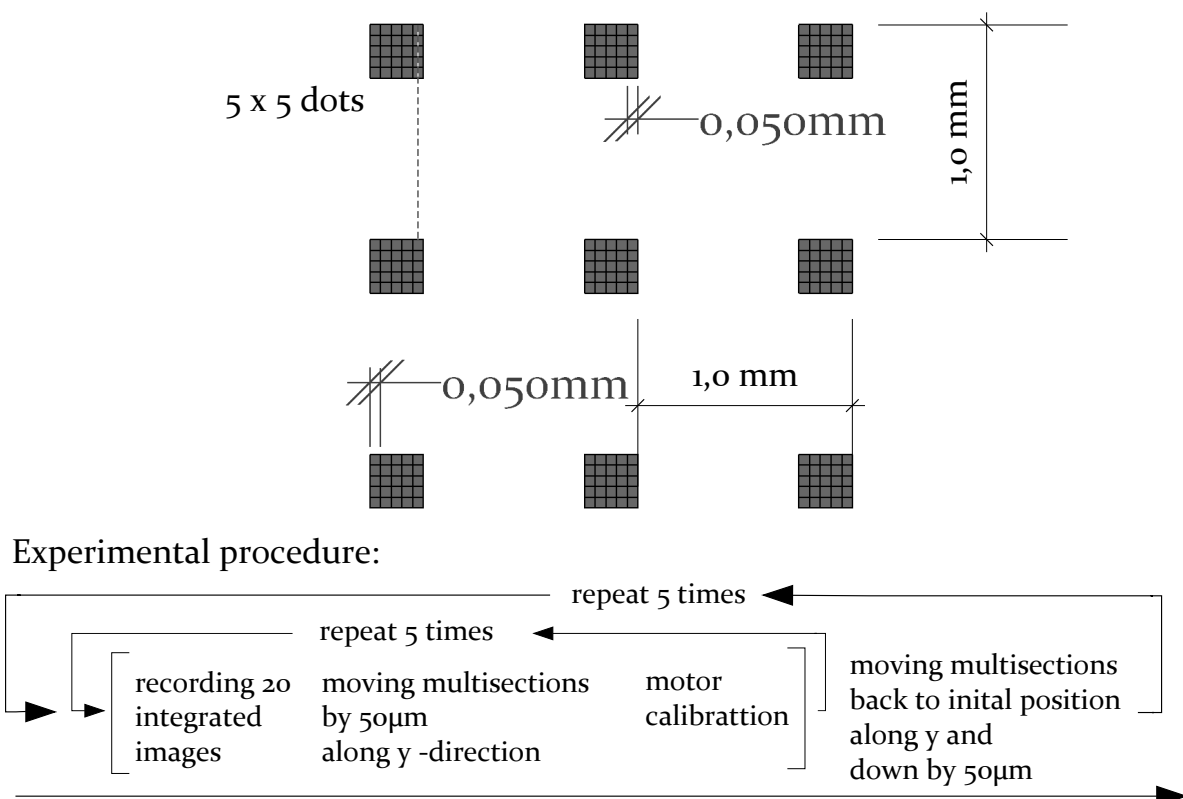 5 x 5 dots
0,050mm
1,0 mm
0,050mm
1,0 mm
Experimental procedure:
repeat 5 times
repeat 5 times
recording 20
integrated
images
moving multisections
by 50µm
along y -direction
motor
calibrattion
moving multisections
back to inital position
along y and
down by 50µm